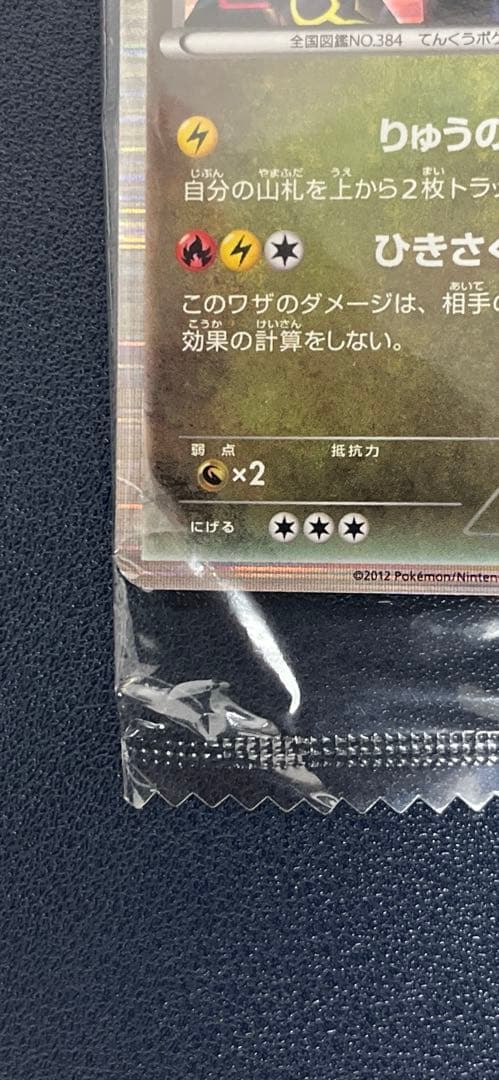 全国図鑑NO.384 てんくうポケ
りゅうの
じぶん やまふだ うえ まい
自分の山札を上から2枚トラッ
ひきさく
あいて
このワザのダメージは、相手の
こうか けいさん
効果の計算をしない。
弱点 抵抗力
×2
にげる
©2012 Pokémon/Ninten